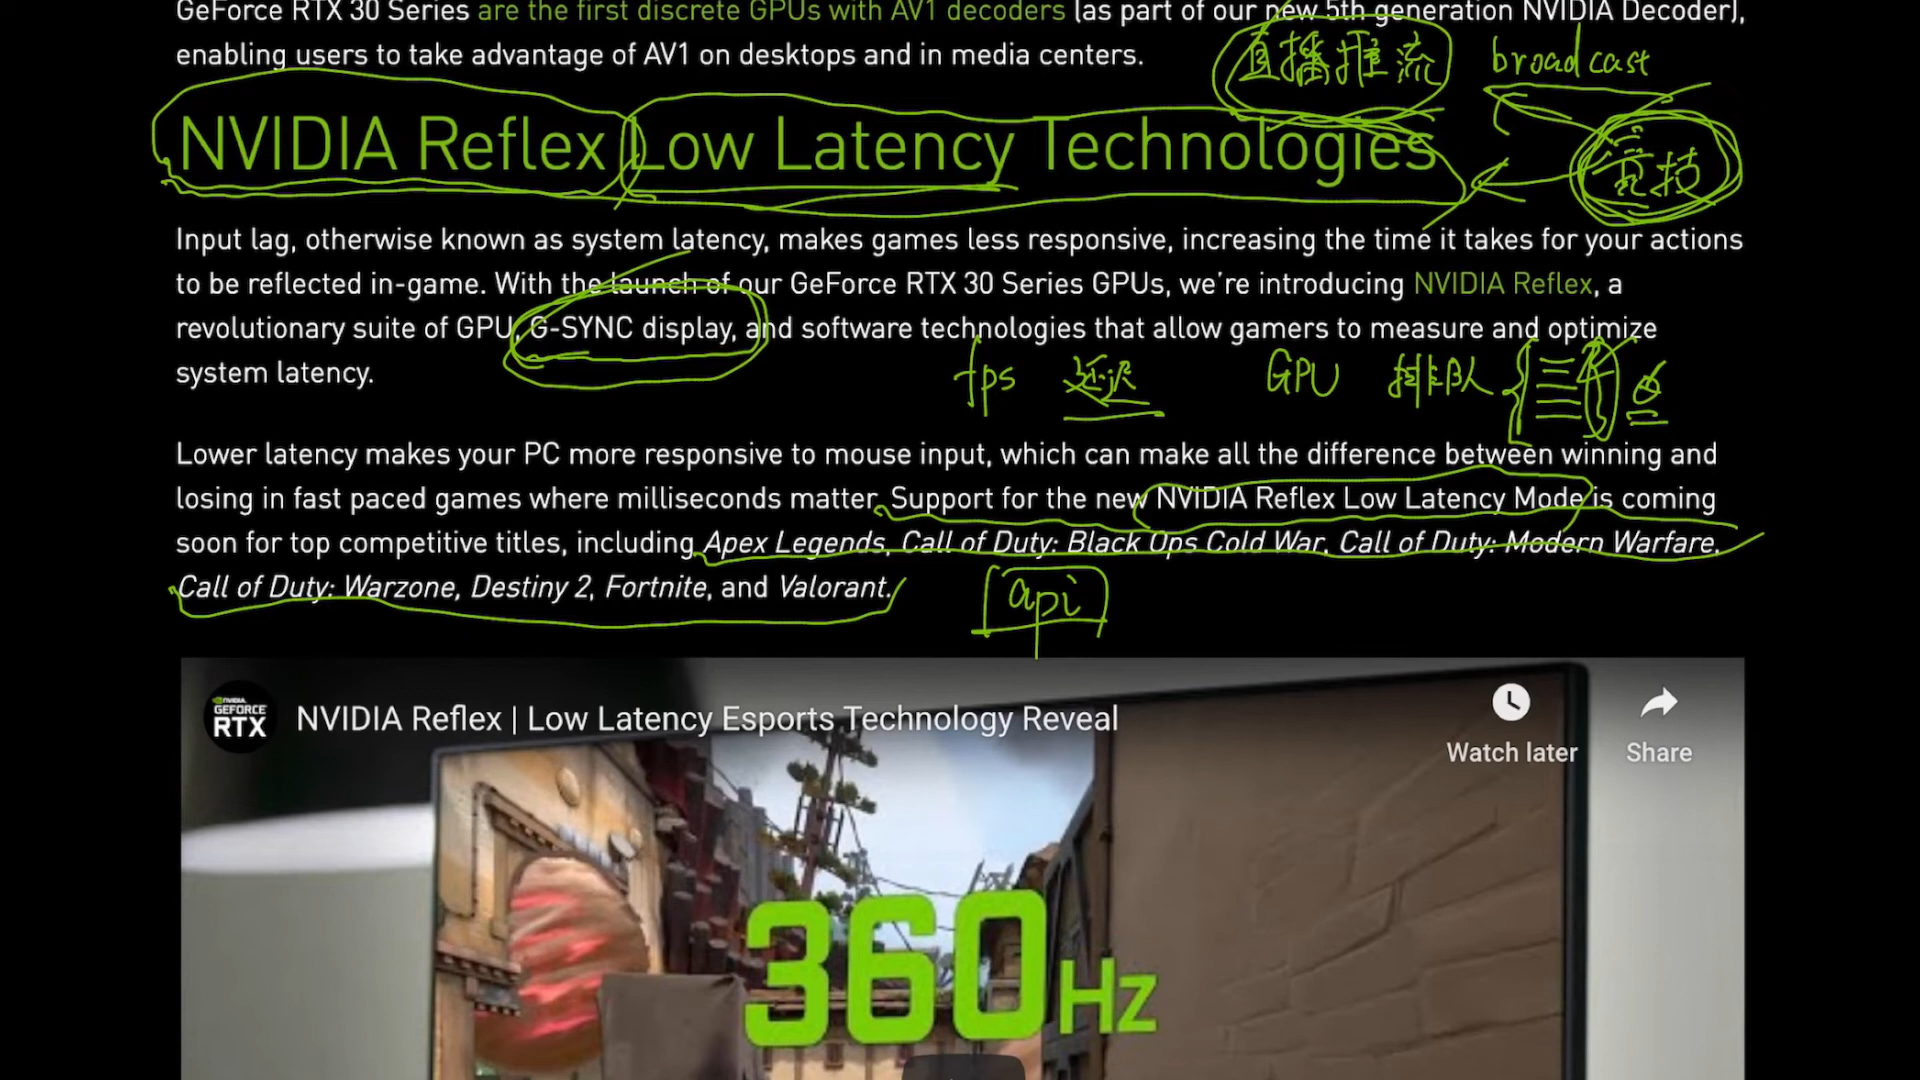 GeForce RTX 30 Series are the first discrete GPUs with AV1 decoders (as part of our new 5th generation NVIDIA Decoder),
enabling users to take advantage of AV1 on desktops and in media centers.
直播推流
broadcast
NVIDIA Reflex Low Latency Technologies
竞技
Input lag, otherwise known as system latency, makes games less responsive, increasing the time it takes for your actions
to be reflected in-game. With the launch of our GeForce RTX 30 Series GPUs, we’re introducing NVIDIA Reflex, a
revolutionary suite of GPU, G-SYNC display, and software technologies that allow gamers to measure and optimize
system latency.
fps 延迟 GPU 排队
Lower latency makes your PC more responsive to mouse input, which can make all the difference between winning and
losing in fast paced games where milliseconds matter. Support for the new NVIDIA Reflex Low Latency Mode is coming
soon for top competitive titles, including Apex Legends, Call of Duty: Black Ops Cold War, Call of Duty: Modern Warfare,
Call of Duty: Warzone, Destiny 2, Fortnite, and Valorant.
api
NVIDIA
GEFORCE
RTX
NVIDIA Reflex | Low Latency Esports Technology Reveal
Watch later
Share
360Hz